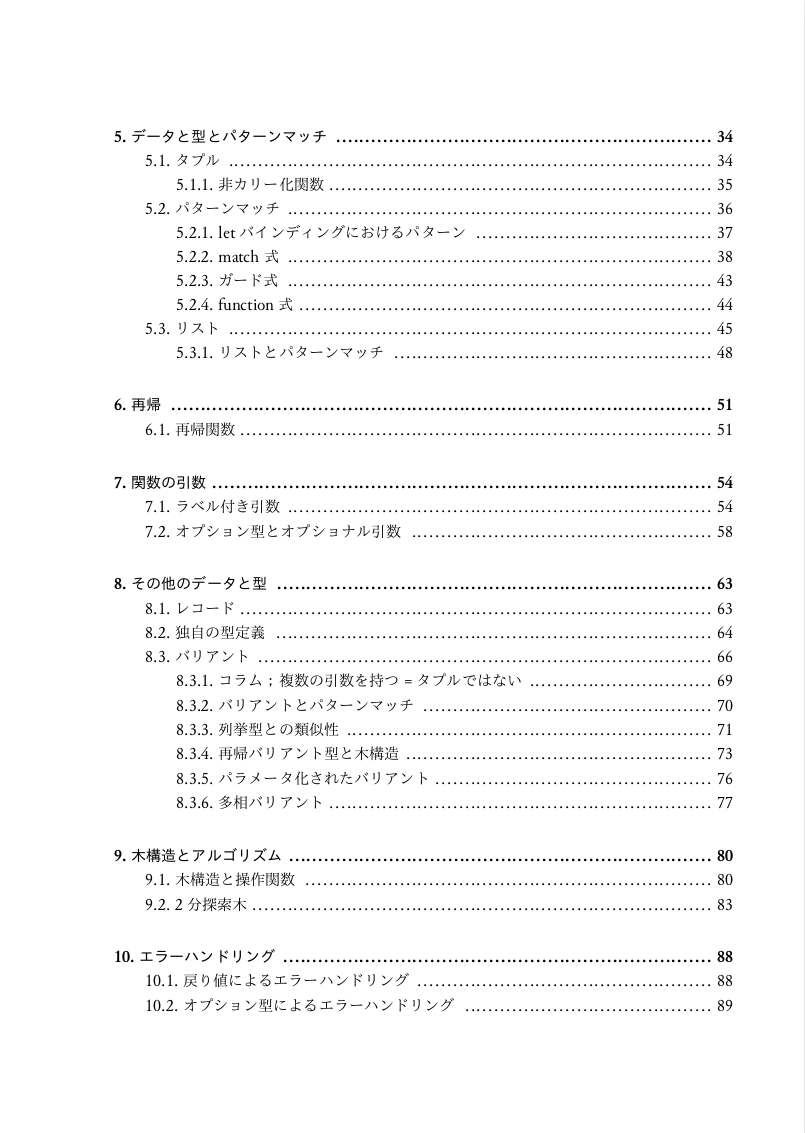 5. データと型とパターンマッチ ................................................................ 34
5.1. タプル ................................................................................ 34
5.1.1. 非カリー化関数 ................................................................ 35
5.2. パターンマッチ ...................................................................... 36
5.2.1. let バインディングにおけるパターン ....................................... 37
5.2.2. match 式 ....................................................................... 38
5.2.3. ガード式 ....................................................................... 43
5.2.4. function 式 .................................................................... 44
5.3. リスト ................................................................................ 45
5.3.1. リストとパターンマッチ ..................................................... 48
6. 再帰 ........................................................................................... 51
6.1. 再帰関数 ............................................................................. 51
7. 関数の引数 .................................................................................... 54
7.1. ラベル付き引数 ...................................................................... 54
7.2. オプション型とオプショナル引数 .................................................. 58
8. その他のデータと型 .......................................................................... 63
8.1. レコード ............................................................................. 63
8.2. 独自の型定義 ........................................................................ 64
8.3. バリアント ........................................................................... 66
8.3.1. コラム ; 複数の引数を持つ = タプルではない .............................. 69
8.3.2. バリアントとパターンマッチ ................................................ 70
8.3.3. 列挙型との類似性 ............................................................. 71
8.3.4. 再帰バリアント型と木構造 ................................................... 73
8.3.5. パラメータ化されたバリアント .............................................. 76
8.3.6. 多相バリアント ................................................................ 77
9. 木構造とアルゴリズム ....................................................................... 80
9.1. 木構造と操作関数 ................................................................... 80
9.2. 2 分探索木 ........................................................................... 83
10. エラーハンドリング ........................................................................ 88
10.1. 戻り値によるエラーハンドリング ................................................. 88
10.2. オプション型によるエラーハンドリング .......................................... 89